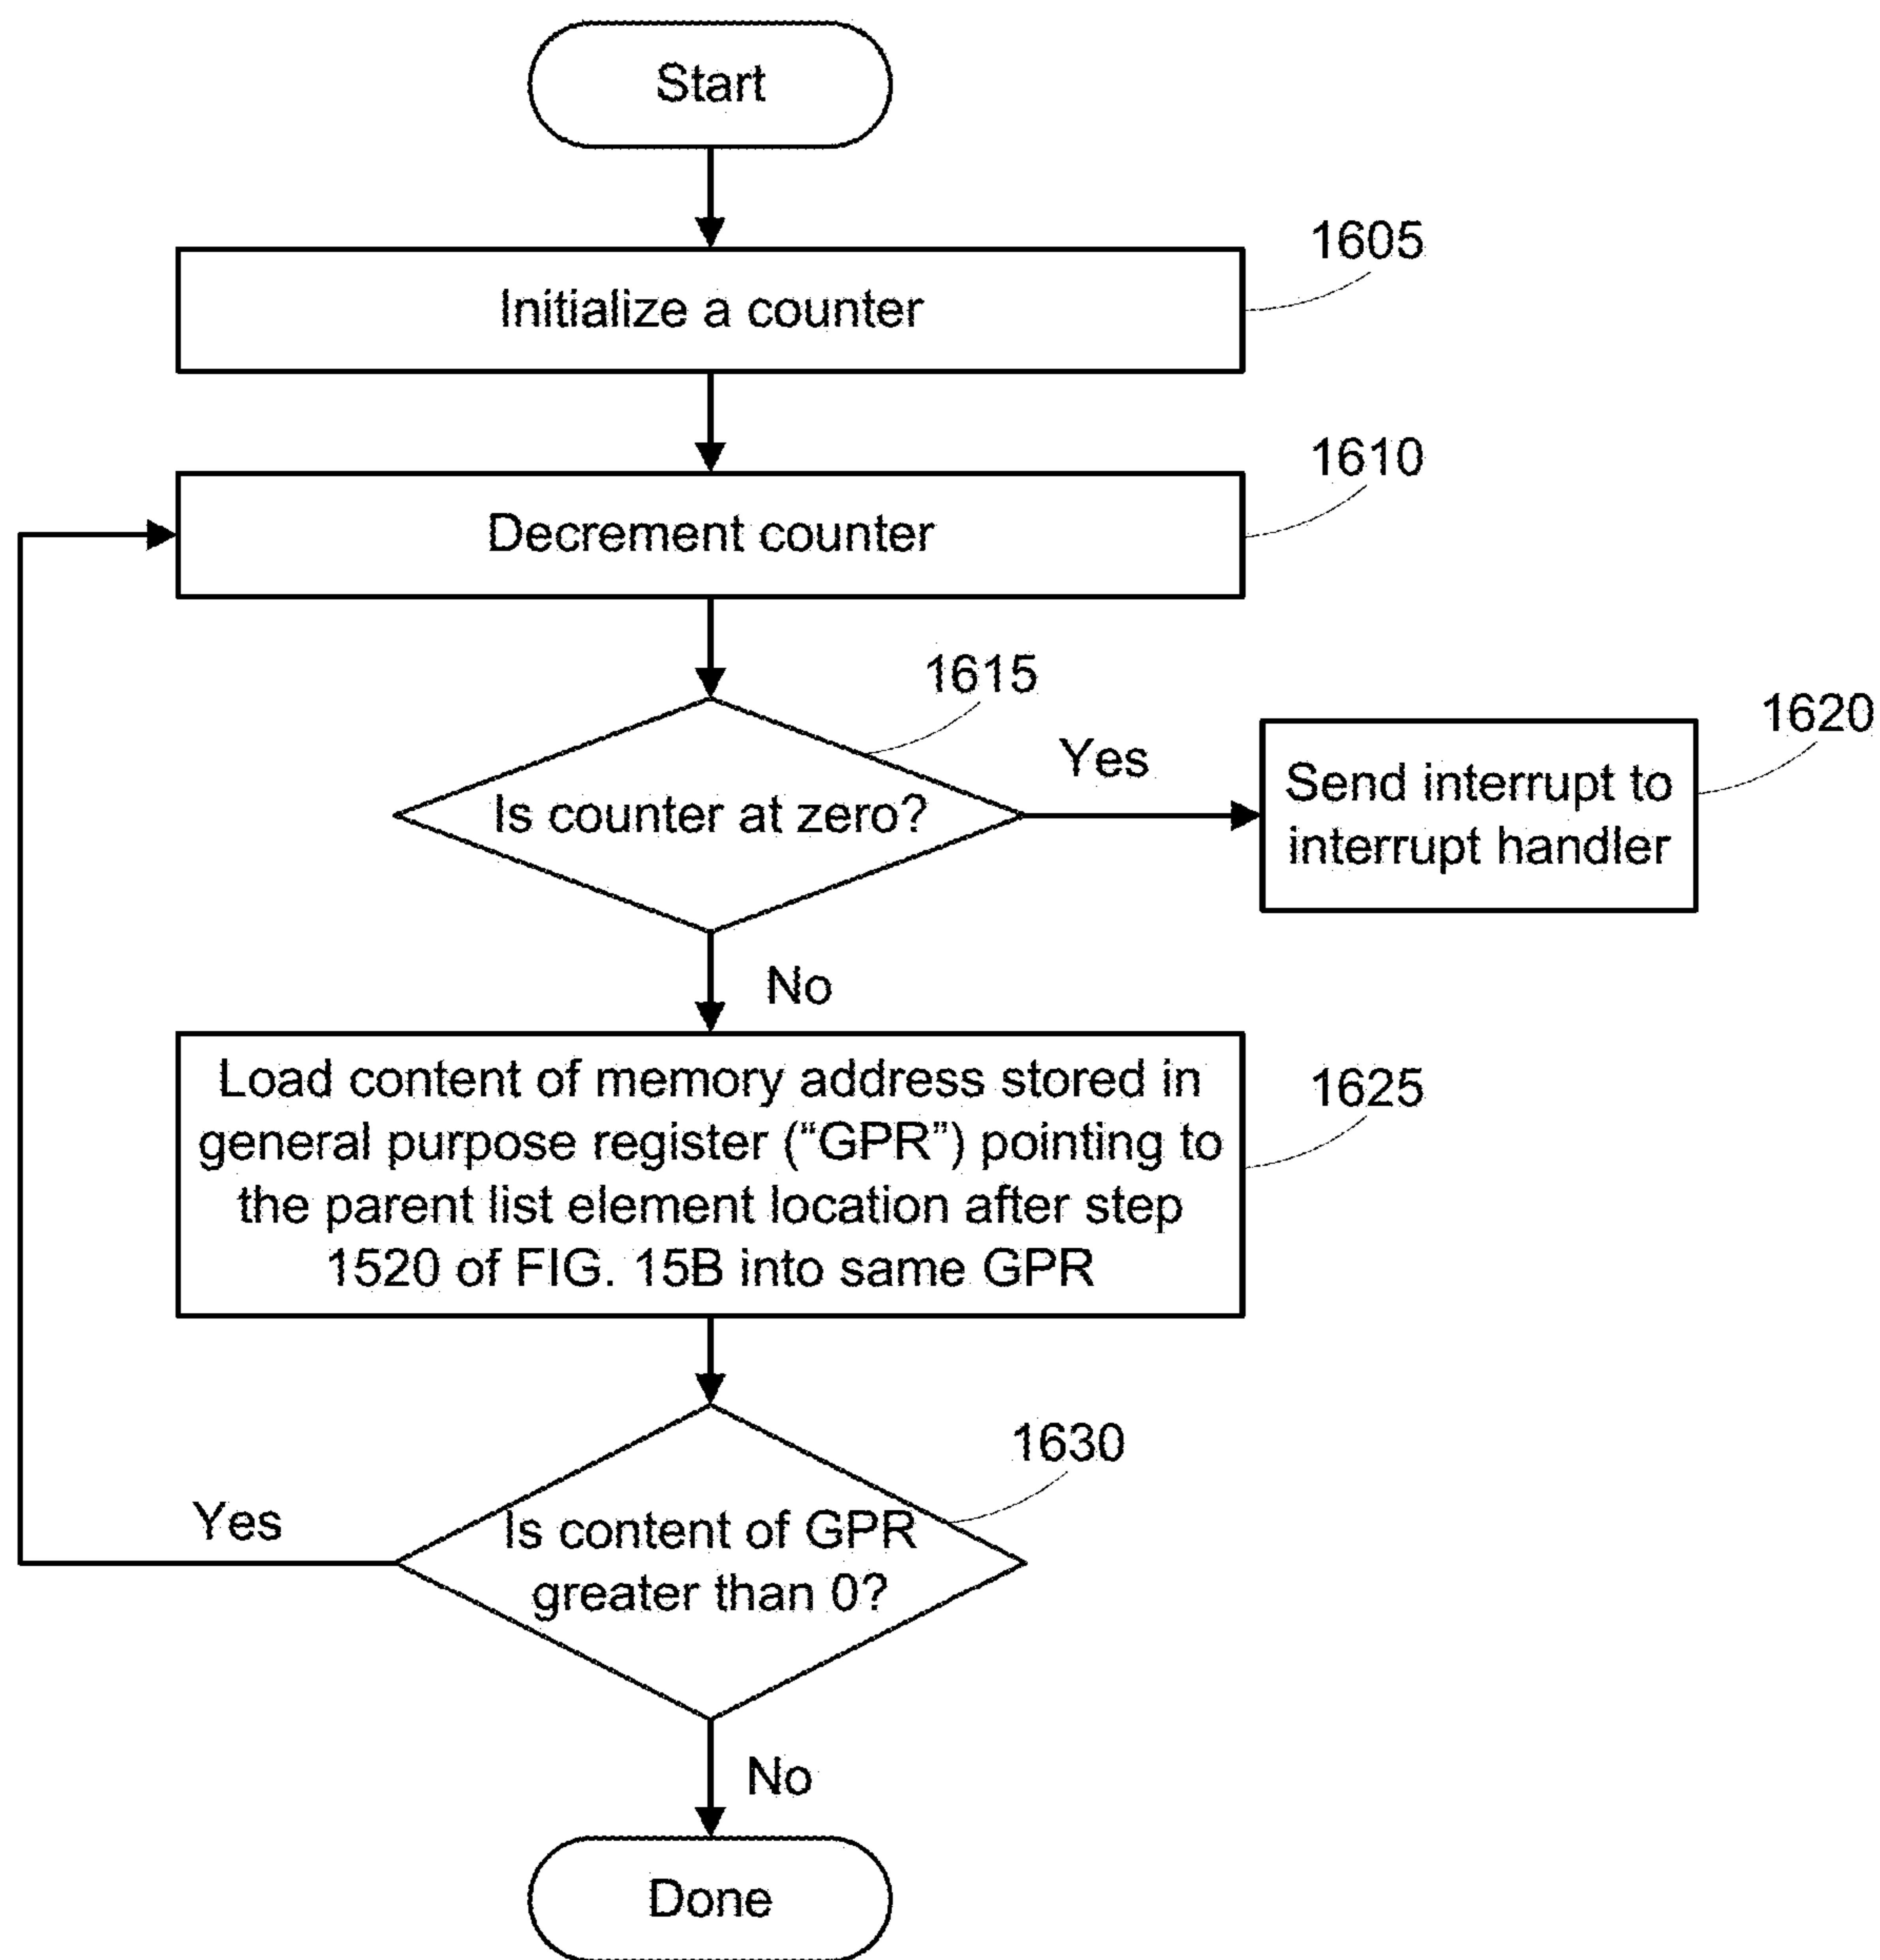 Start
1605
Initialize a counter
1610
Decrement counter
1615
Is counter at zero?
Yes
1620
Send interrupt to
interrupt handler
No
Load content of memory address stored in
general purpose register (“GPR”) pointing to
the parent list element location after step
1520 of FIG. 15B into same GPR
1625
1630
Is content of GPR
greater than 0?
Yes
No
Done